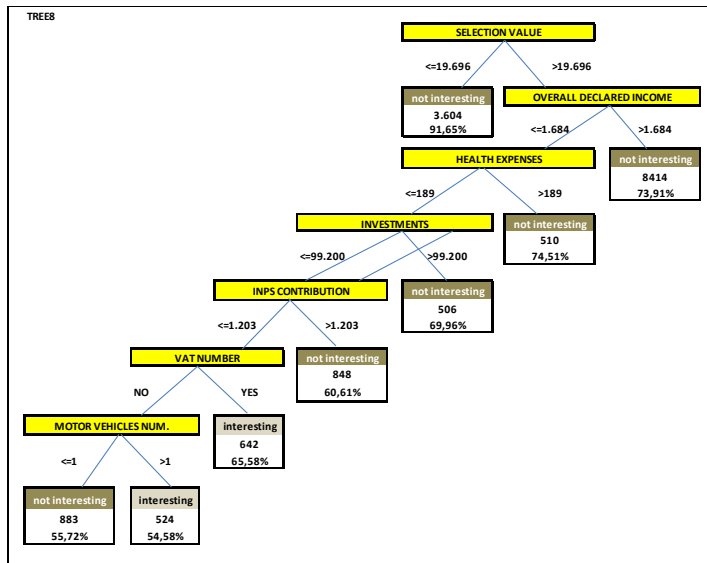 TREE8
SELECTION VALUE
<=19.696
>19.696
not interesting
3.604
91,65%
OVERALL DECLARED INCOME
<=1.684
>1.684
not interesting
8414
73,91%
HEALTH EXPENSES
<=189
>189
not interesting
510
74,51%
INVESTMENTS
<=99.200
>99.200
not interesting
506
69,96%
INPS CONTRIBUTION
<=1.203
>1.203
not interesting
848
60,61%
VAT NUMBER
NO
YES
interesting
642
65,58%
MOTOR VEHICLES NUM.
<=1
>1
not interesting
883
55,72%
interesting
524
54,58%